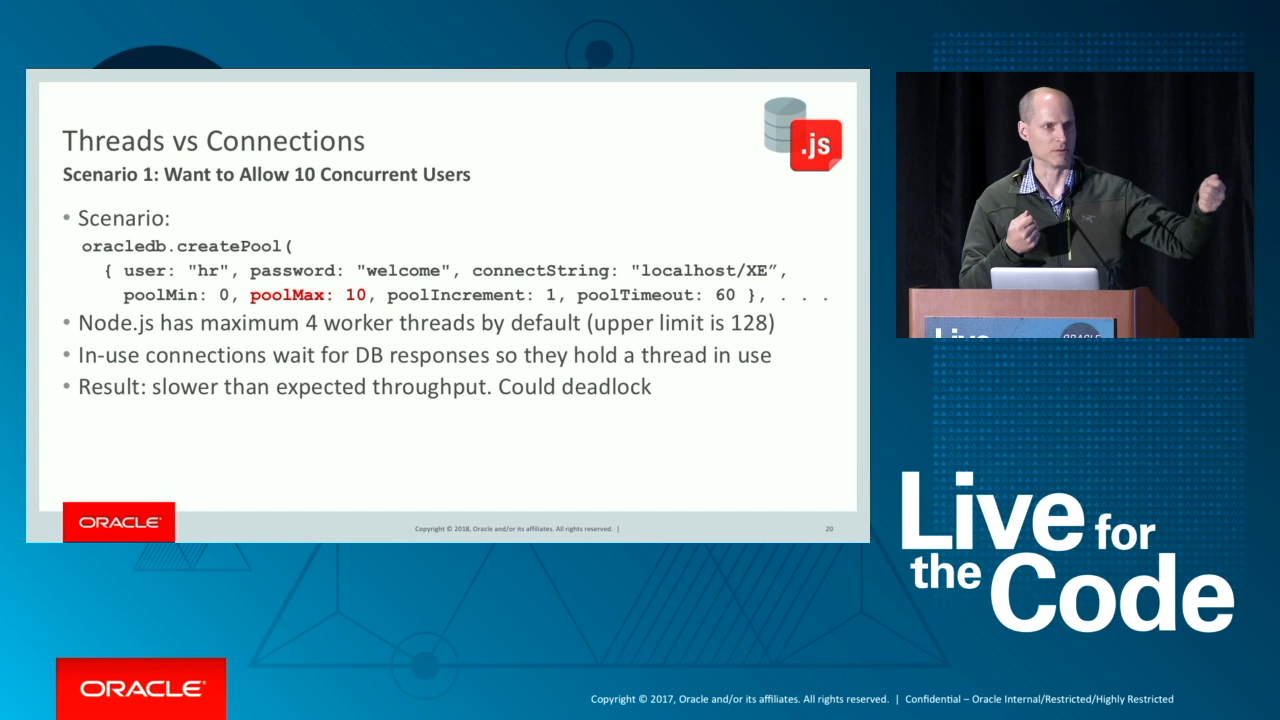 Threads vs Connections
Scenario 1: Want to Allow 10 Concurrent Users
• Scenario:
oracledb.createPool(
{ user: "hr", password: "welcome", connectString: "localhost/XE”,
poolMin: 0, poolMax: 10, poolIncrement: 1, poolTimeout: 60 }, . . .
• Node.js has maximum 4 worker threads by default (upper limit is 128)
• In-use connections wait for DB responses so they hold a thread in use
• Result: slower than expected throughput. Could deadlock
.js
ORACLE®
Copyright © 2018, Oracle and/or its affiliates. All rights reserved. |
20
Live
ORACLE
Live for
the Code
ORACLE®
Copyright © 2017, Oracle and/or its affiliates. All rights reserved. | Confidential – Oracle Internal/Restricted/Highly Restricted